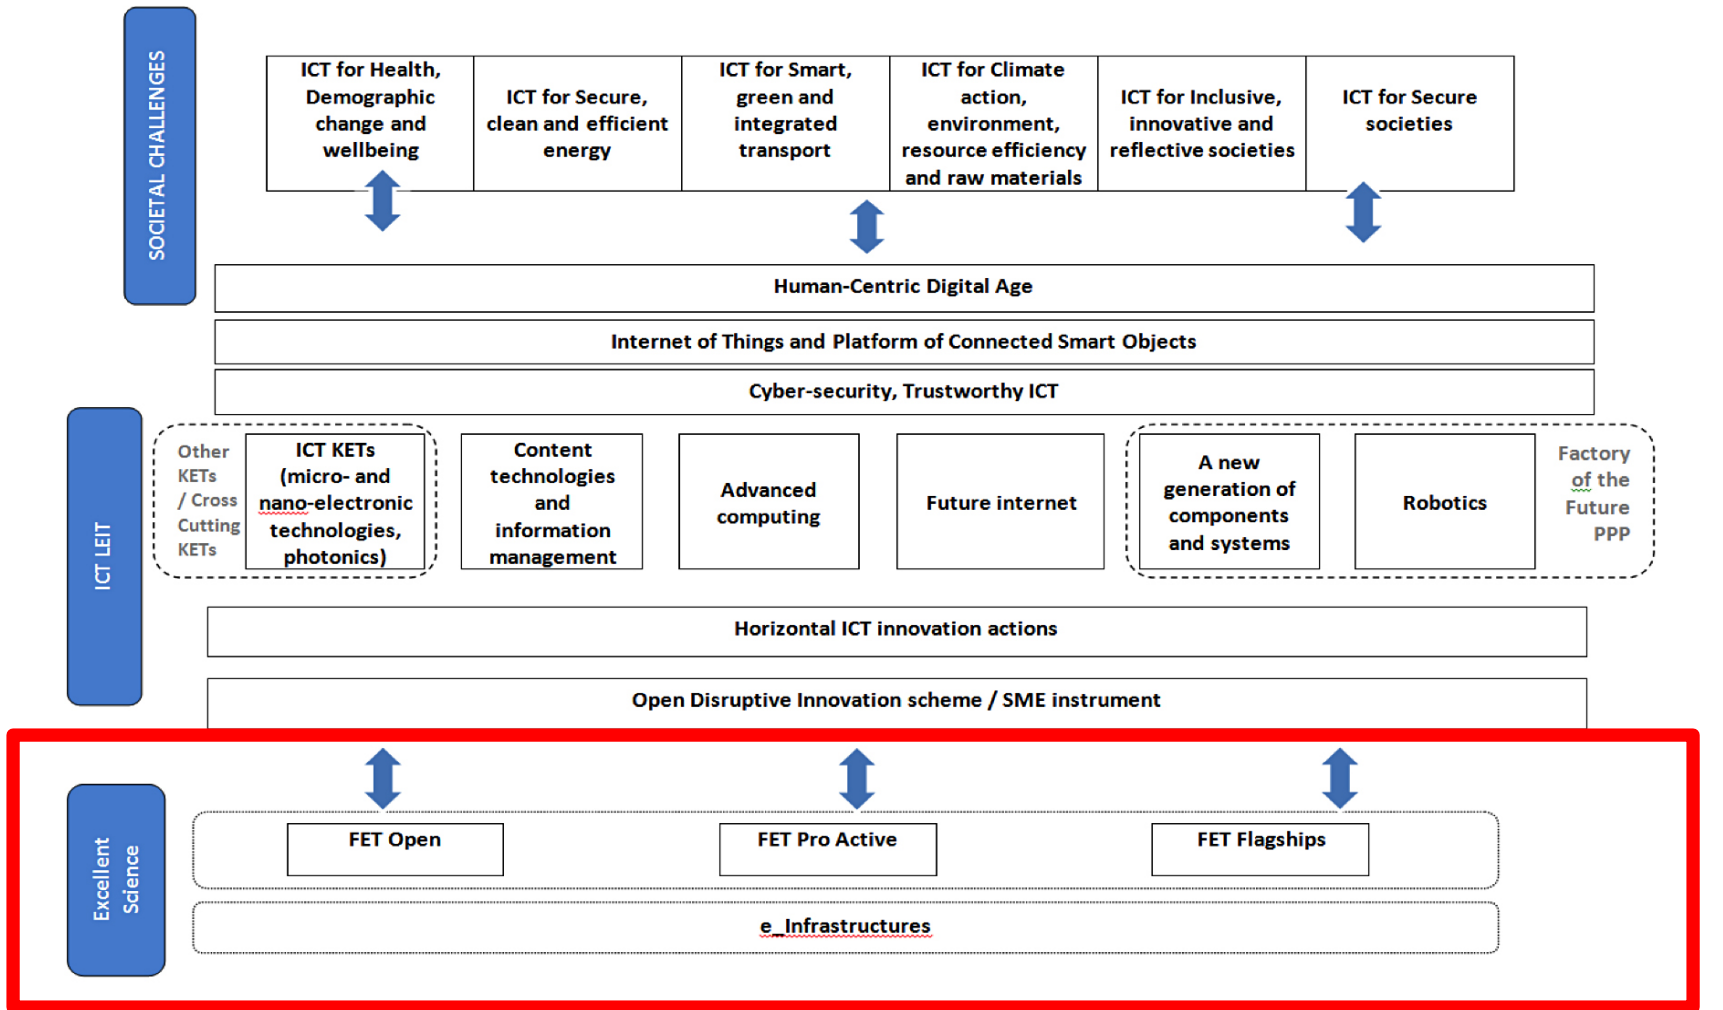 SOCIETAL CHALLENGES
ICT for Health,
Demographic
change and
wellbeing
ICT for Secure,
clean and efficient
energy
ICT for Smart,
green and
integrated
transport
ICT for Climate
action,
environment,
resource efficiency
and raw materials
ICT for Inclusive,
innovative and
reflective societies
ICT for Secure
societies
Human-Centric Digital Age
Internet of Things and Platform of Connected Smart Objects
Cyber-security, Trustworthy ICT
ICT LEIT
Other
KETs
/ Cross
Cutting
KETs
ICT KETs
(micro- and
nano-electronic
technologies,
photonics)
Content
technologies
and
information
management
Advanced
computing
Future internet
A new
generation of
components
and systems
Robotics
Factory
of the
Future
PPP
Horizontal ICT innovation actions
Open Disruptive Innovation scheme / SME instrument
Excellent
Science
FET Open
FET Pro Active
FET Flagships
e_Infrastructures